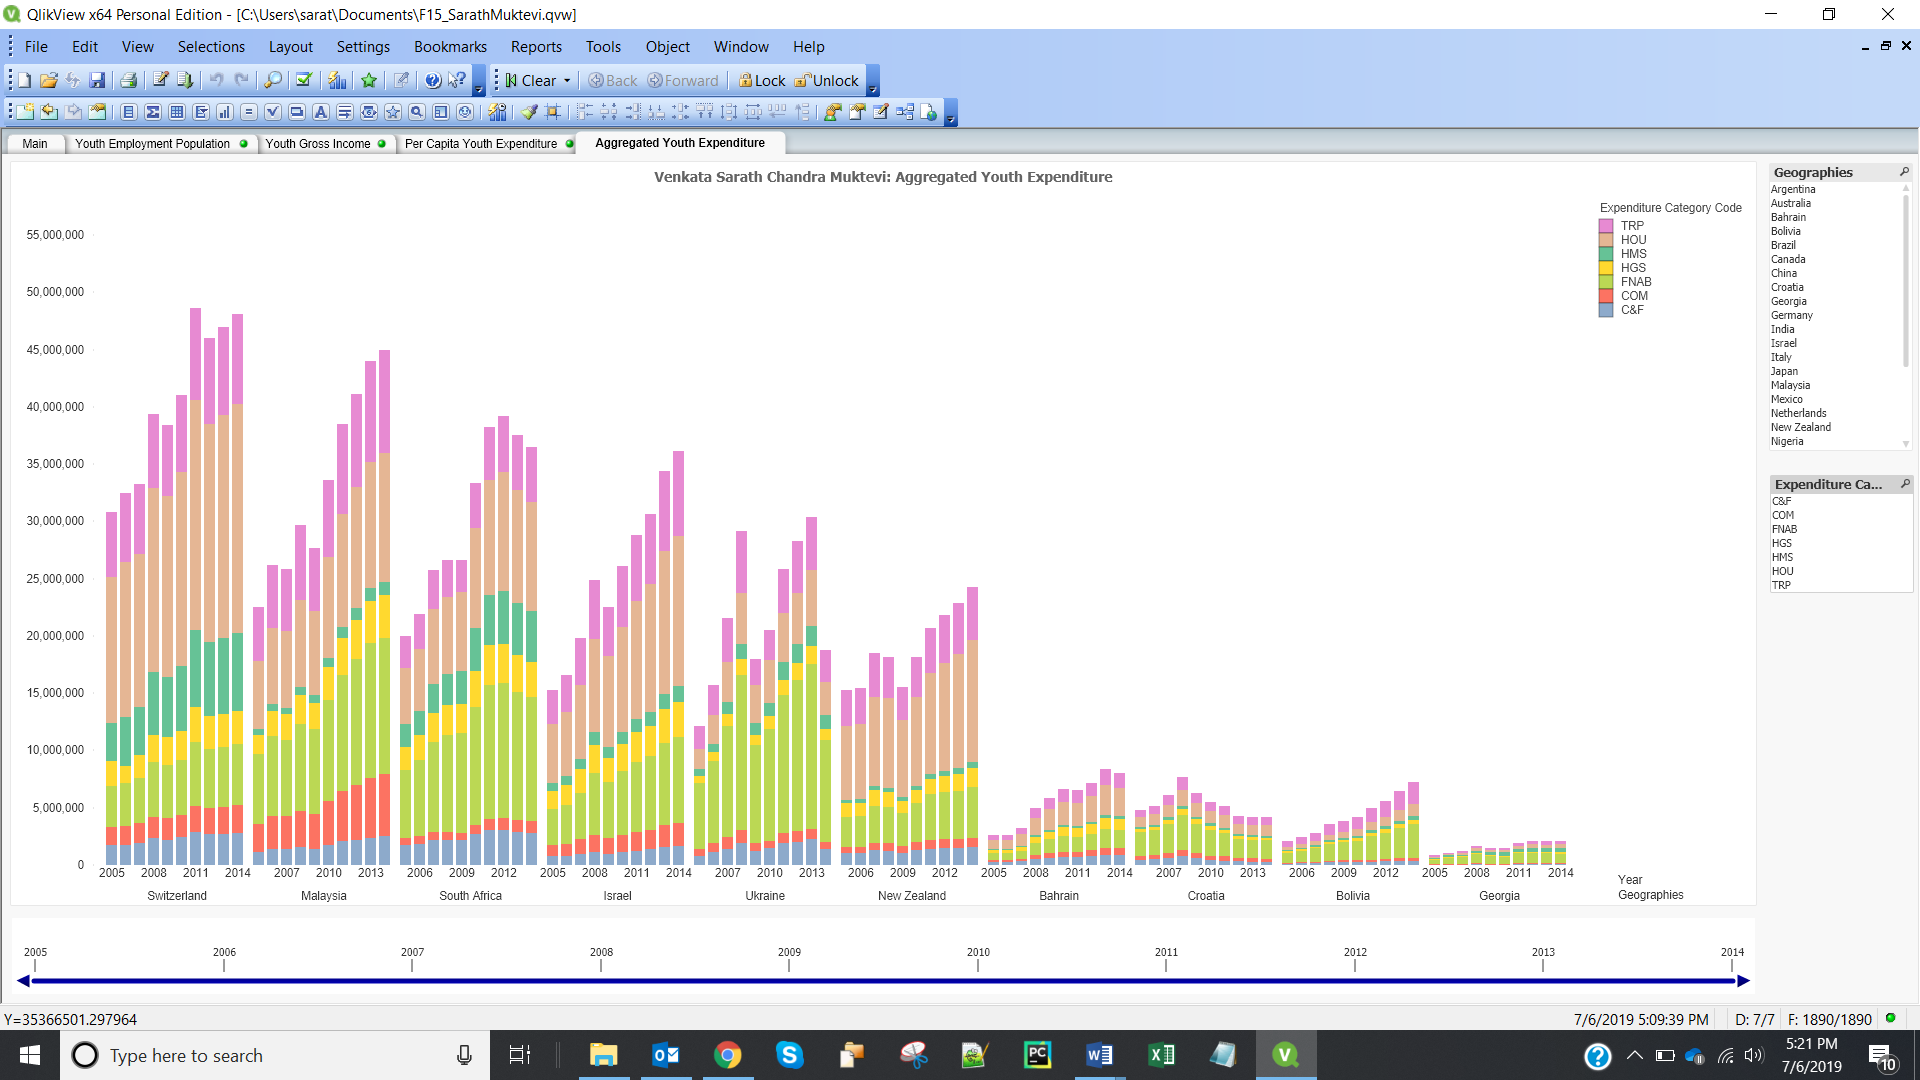 QlikView x64 Personal Edition - [C:\Users\sarat\Documents\F15_SarathMuktevi.qvw]
File Edit View Selections Layout Settings Bookmarks Reports Tools Object Window Help
Clear Back Forward Lock Unlock
Main Youth Employment Population Youth Gross Income Per Capita Youth Expenditure Aggregated Youth Expenditure
Venkata Sarath Chandra Muktevi: Aggregated Youth Expenditure
Expenditure Category Code
TRP
HOU
HMS
HGS
FNAB
COM
C&F
55,000,000
50,000,000
45,000,000
40,000,000
35,000,000
30,000,000
25,000,000
20,000,000
15,000,000
10,000,000
5,000,000
0
2005 2008 2011 2014 2007 2010 2013 2006 2009 2012 2005 2008 2011 2014 2007 2010 2013 2006 2009 2012 2005 2008 2011 2014 2007 2010 2013 2006 2009 2012 2005 2008 2011 2014
Year
Switzerland Malaysia South Africa Israel Ukraine New Zealand Bahrain Croatia Bolivia Georgia
Geographies
2005 2006 2007 2008 2009 2010 2011 2012 2013 2014
Geographies
Argentina
Australia
Bahrain
Bolivia
Brazil
Canada
China
Croatia
Georgia
Germany
India
Israel
Italy
Japan
Malaysia
Mexico
Netherlands
New Zealand
Nigeria
Expenditure Ca...
C&F
COM
FNAB
HGS
HMS
HOU
TRP
Y=35366501.297964
7/6/2019 5:09:39 PM D: 7/7 F: 1890/1890
Type here to search
5:21 PM
7/6/2019
10